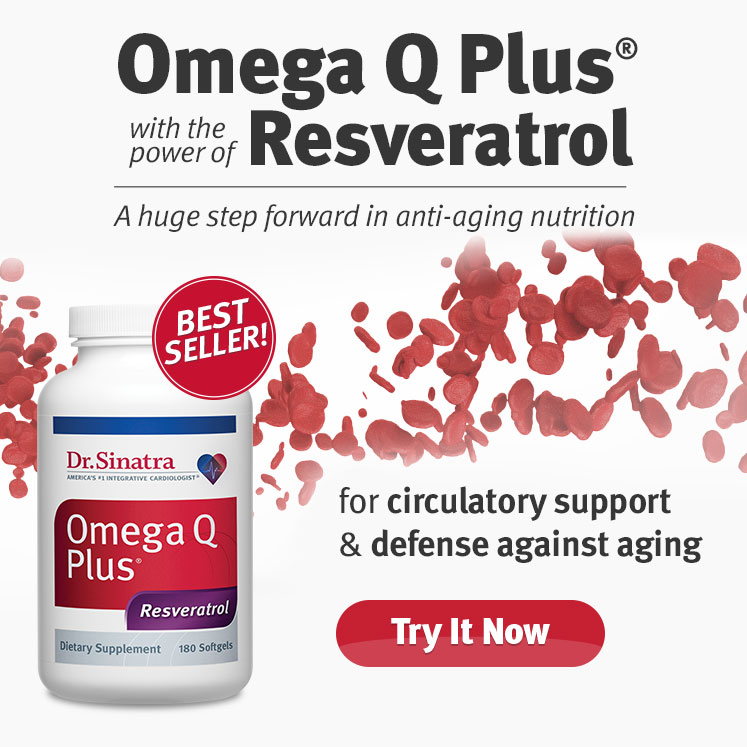 Omega Q Plus®
with the
power of Resveratrol
A huge step forward in anti-aging nutrition
BEST
SELLER!
Dr.Sinatra
AMERICA'S #1 INTEGRATIVE CARDIOLOGIST®
Omega Q
Plus®
Resveratrol
Dietary Supplement 180 Softgels
for circulatory support
& defense against aging
Try It Now